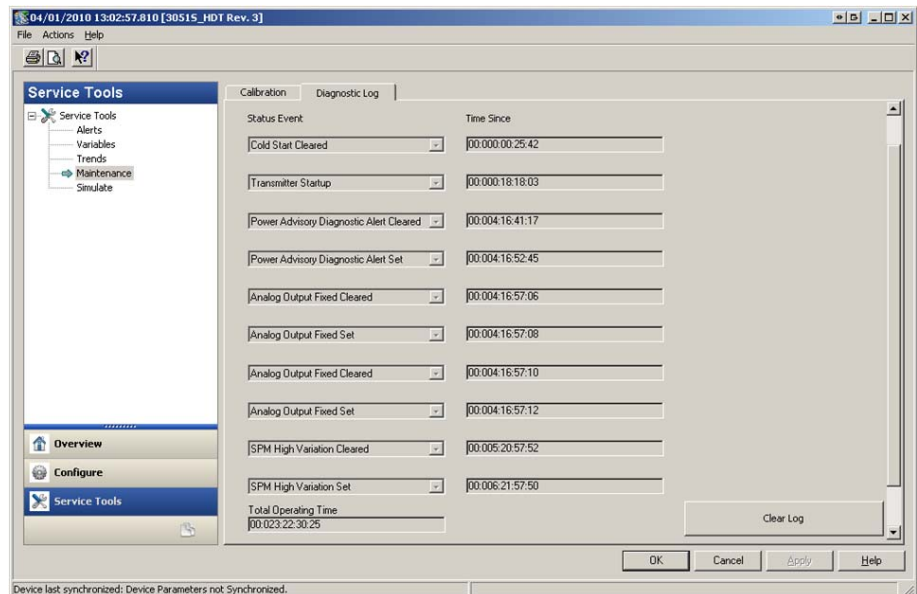 04/01/2010 13:02:57.810 [3051S_HDT Rev. 3]
File Actions Help
Service Tools
Service Tools
Alerts
Variables
Trends
Maintenance
Simulate
Overview
Configure
Service Tools
Calibration Diagnostic Log
Status Event Time Since
Cold Start Cleared 00:000:00:25:42
Transmitter Startup 00:000:18:18:03
Power Advisory Diagnostic Alert Cleared 00:004:16:41:17
Power Advisory Diagnostic Alert Set 00:004:16:52:45
Analog Output Fixed Cleared 00:004:16:57:06
Analog Output Fixed Set 00:004:16:57:08
Analog Output Fixed Cleared 00:004:16:57:10
Analog Output Fixed Set 00:004:16:57:12
SPM High Variation Cleared 00:005:20:57:52
SPM High Variation Set 00:006:21:57:50
Total Operating Time
00:023:22:30:25
Clear Log
OK Cancel Apply Help
Device last synchronized: Device Parameters not Synchronized.